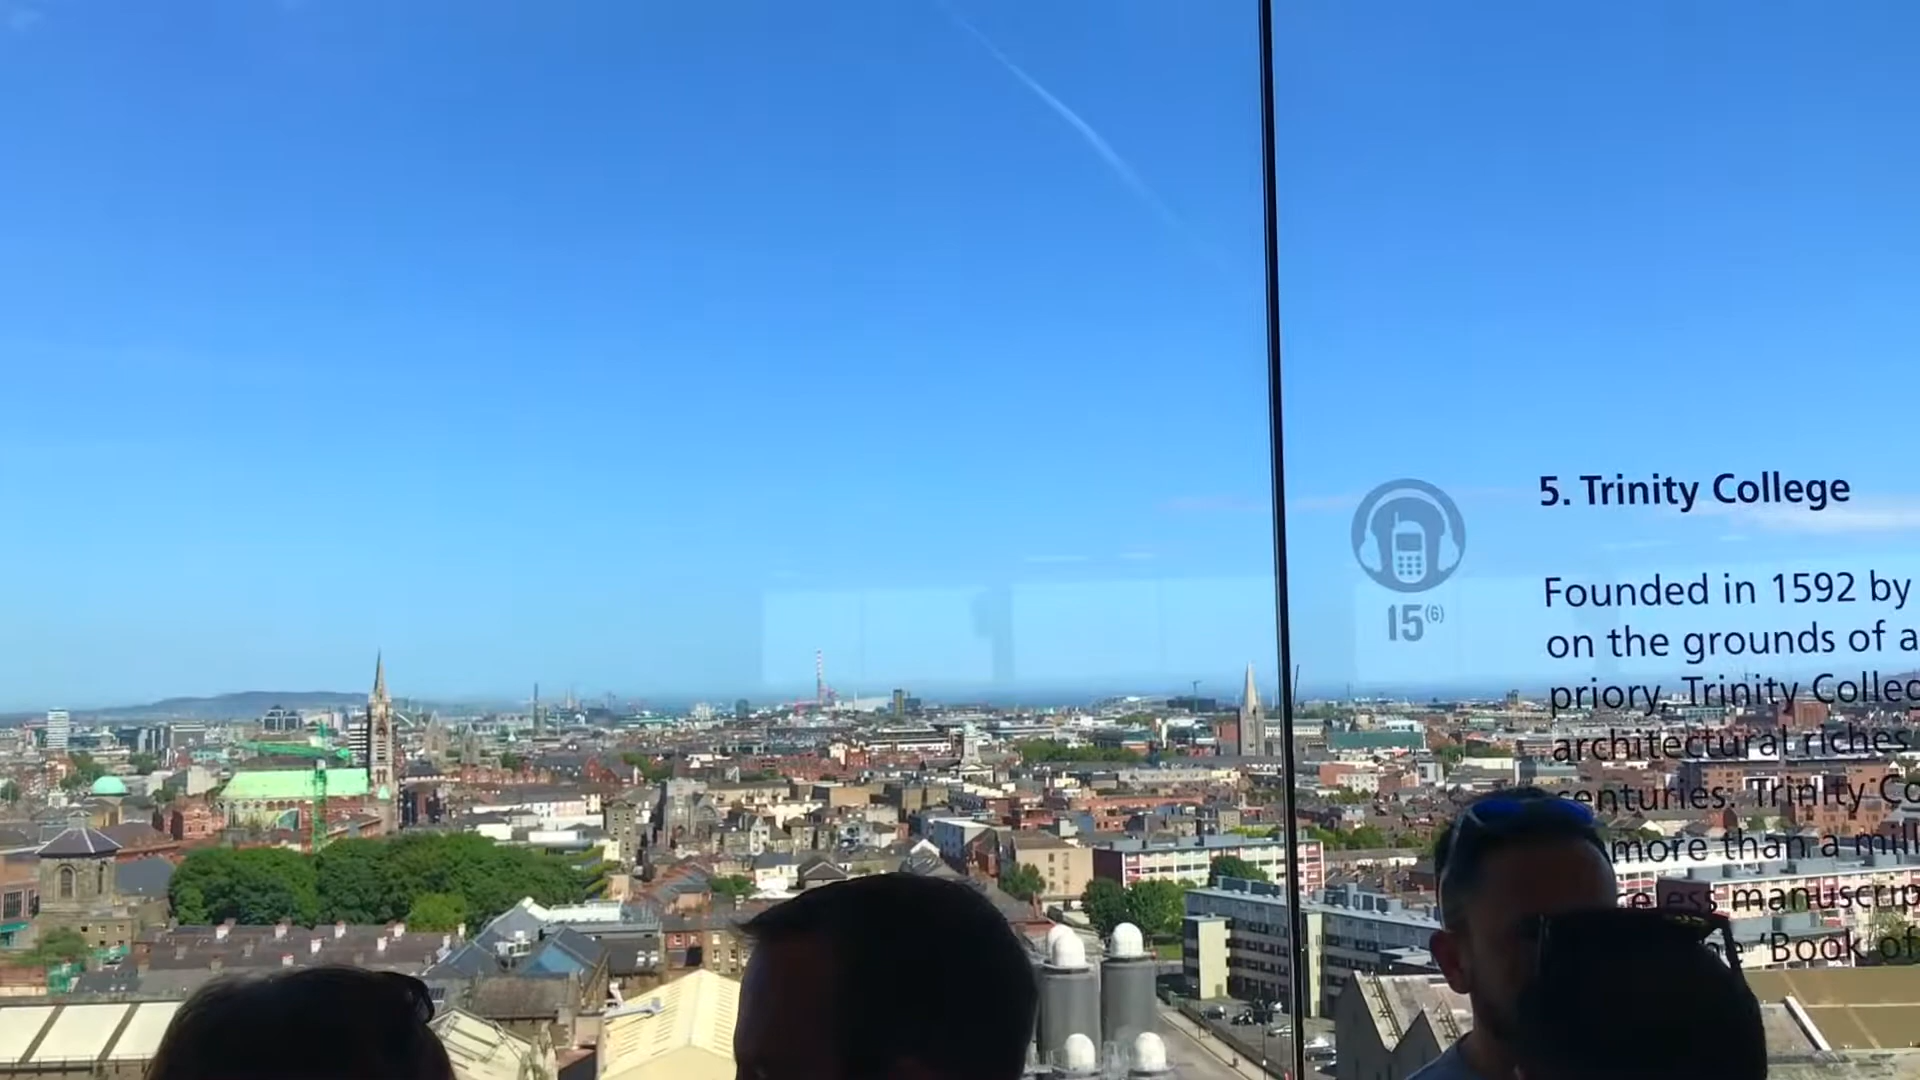 5. Trinity College
15(6)
Founded in 1592 by
on the grounds of a
priory, Trinity Colleg
architectural riches
centuries. Trinity Co
more than a mill
manuscrip
'Book of